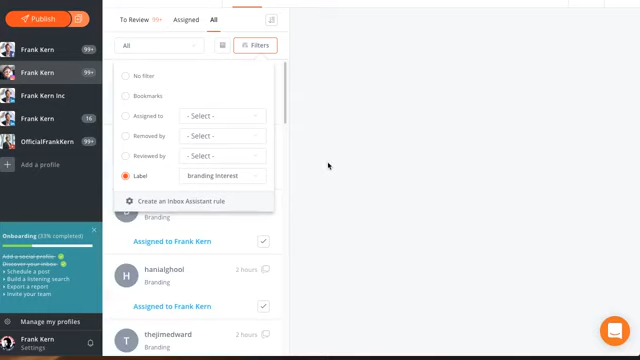 Publish
Frank Kern 99+
Frank Kern 99+
Frank Kern Inc
Frank Kern 16
OfficialFrankKern 99+
Add a profile
Onboarding (33% completed)
Add a social profile
Discover your inbox
Schedule a post
Build a listening search
Export a report
Invite your team
Manage my profiles
Frank Kern
Settings
To Review 99+ Assigned All
All
Filters
No filter
Bookmarks
Assigned to - Select -
Removed by - Select -
Reviewed by - Select -
Label branding Interest
Create an Inbox Assistant rule
Branding
Assigned to Frank Kern
H hanialghool 2 hours
Branding
Assigned to Frank Kern
T thejimedward 2 hours
Branding